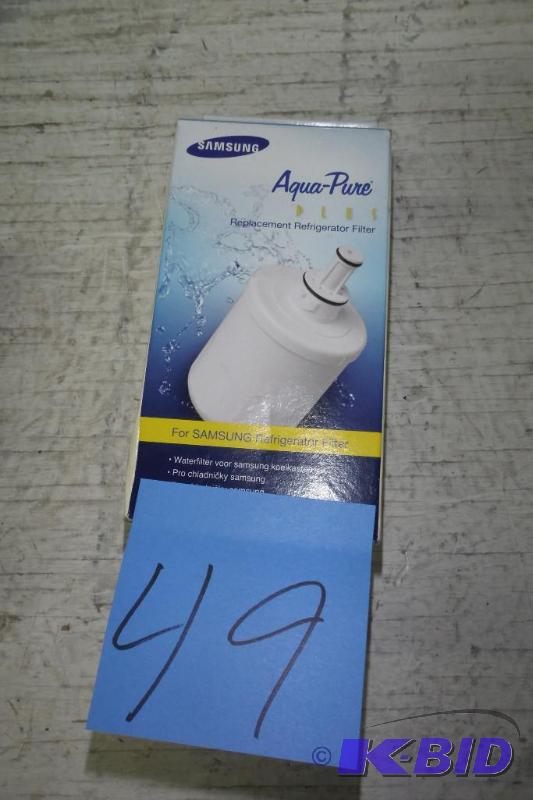 SAMSUNG
Aqua-Pure
PLUS
Replacement Refrigerator Filter
For SAMSUNG Refrigerator Filter
• Waterfilter voor samsung koelkasten
• Pro chladničky samsung
samsung
49
© K-BID